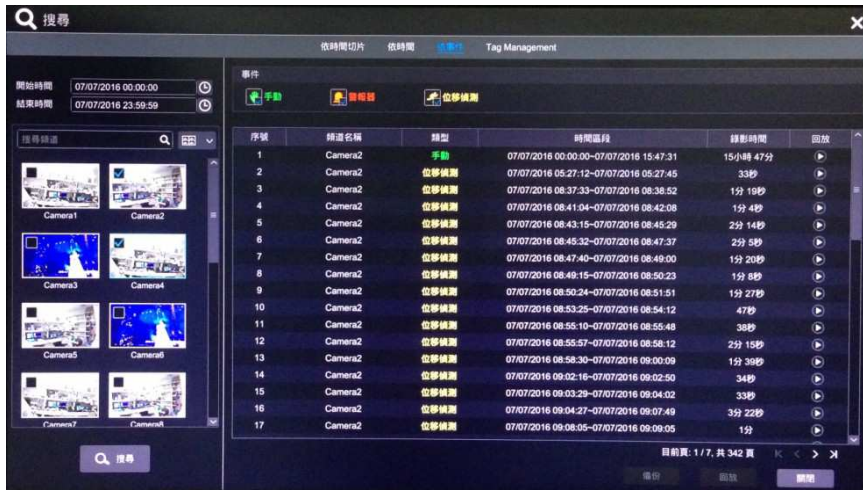 搜尋
依時間切片 依時間 依事件 Tag Management
開始時間 07/07/2016 00:00:00
結束時間 07/07/2016 23:59:59
搜尋頻道
Camera1 Camera2
Camera3 Camera4
Camera5 Camera6
Camera7 Camera8
搜尋
事件
手動 警報器 位移偵測
序號 頻道名稱 類型 時間區段 錄影時間 回放
1 Camera2 手動 07/07/2016 00:00:00~07/07/2016 15:47:31 15小時 47分
2 Camera2 位移偵測 07/07/2016 05:27:12~07/07/2016 05:27:45 33秒
3 Camera2 位移偵測 07/07/2016 08:37:33~07/07/2016 08:38:52 1分 19秒
4 Camera2 位移偵測 07/07/2016 08:41:04~07/07/2016 08:42:08 1分 4秒
5 Camera2 位移偵測 07/07/2016 08:43:15~07/07/2016 08:45:29 2分 14秒
6 Camera2 位移偵測 07/07/2016 08:45:32~07/07/2016 08:47:37 2分 5秒
7 Camera2 位移偵測 07/07/2016 08:47:40~07/07/2016 08:49:00 1分 20秒
8 Camera2 位移偵測 07/07/2016 08:49:15~07/07/2016 08:50:23 1分 8秒
9 Camera2 位移偵測 07/07/2016 08:50:24~07/07/2016 08:51:51 1分 27秒
10 Camera2 位移偵測 07/07/2016 08:53:25~07/07/2016 08:54:12 47秒
11 Camera2 位移偵測 07/07/2016 08:55:10~07/07/2016 08:55:48 38秒
12 Camera2 位移偵測 07/07/2016 08:55:57~07/07/2016 08:58:12 2分 15秒
13 Camera2 位移偵測 07/07/2016 08:58:30~07/07/2016 09:00:09 1分 39秒
14 Camera2 位移偵測 07/07/2016 09:02:16~07/07/2016 09:02:50 34秒
15 Camera2 位移偵測 07/07/2016 09:03:29~07/07/2016 09:04:02 33秒
16 Camera2 位移偵測 07/07/2016 09:04:27~07/07/2016 09:07:49 3分 22秒
17 Camera2 位移偵測 07/07/2016 09:08:05~07/07/2016 09:09:05 1分
目前頁: 1 / 7, 共 342 頁
備份 回放 關閉